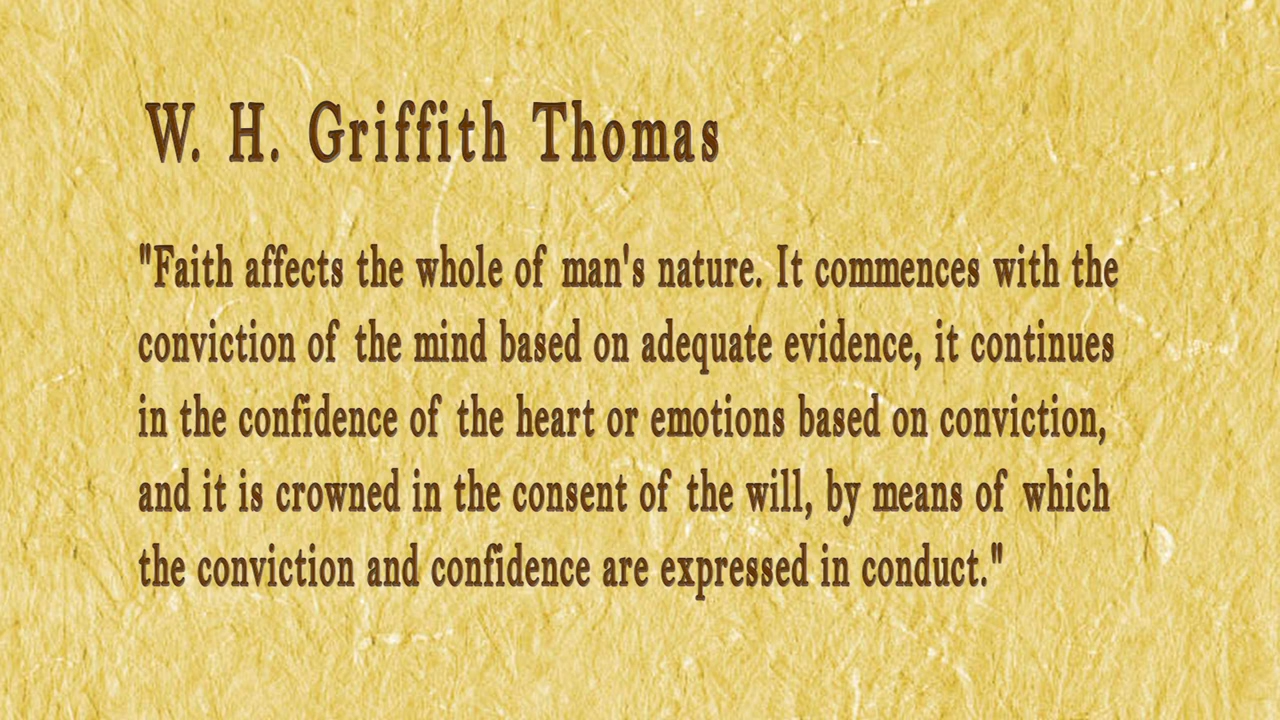 W. H. Griffith Thomas
"Faith affects the whole of man's nature. It commences with the
conviction of the mind based on adequate evidence, it continues
in the confidence of the heart or emotions based on conviction,
and it is crowned in the consent of the will, by means of which
the conviction and confidence are expressed in conduct."